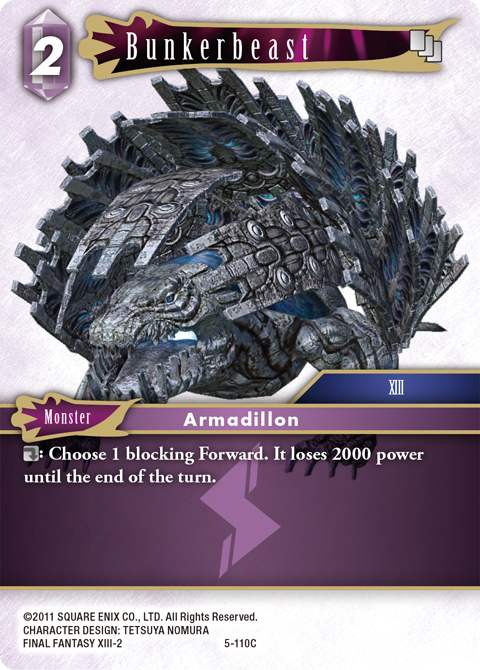 2
Bunkerbeast
XIII
Monster
Armadillon
: Choose 1 blocking Forward. It loses 2000 power
until the end of the turn.
©2011 SQUARE ENIX CO., LTD. All Rights Reserved.
CHARACTER DESIGN: TETSUYA NOMURA
FINAL FANTASY XIII-2
5-110C